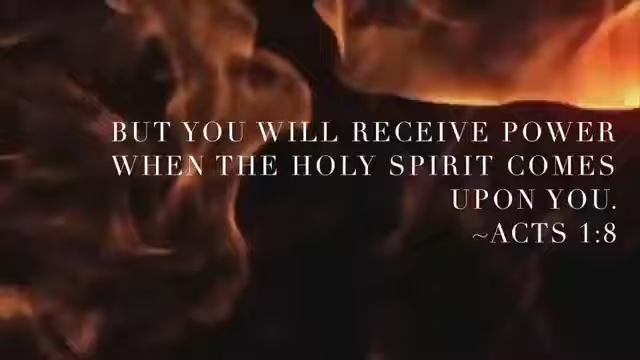 BUT YOU WILL RECEIVE POWER
WHEN THE HOLY SPIRIT COMES
UPON YOU.
~ACTS 1:8